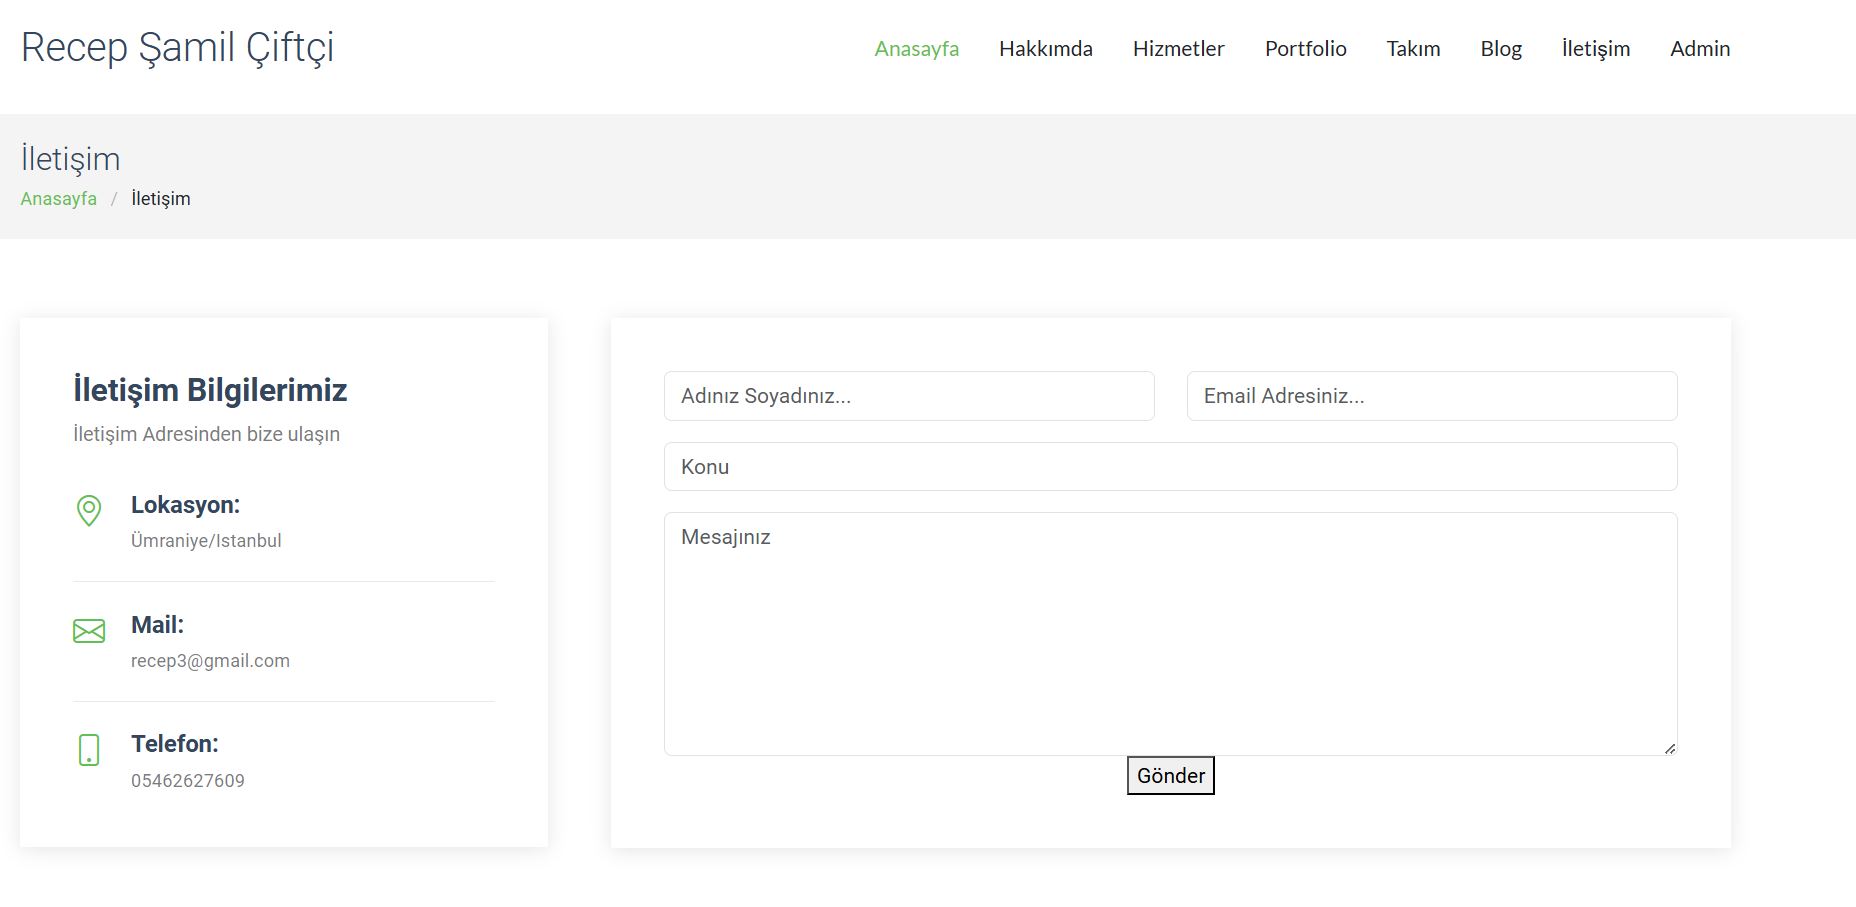 Recep Şamil Çiftçi
Anasayfa Hakkımda Hizmetler Portfolio Takım Blog İletişim Admin
İletişim
Anasayfa / İletişim
İletişim Bilgilerimiz
İletişim Adresinden bize ulaşın
Lokasyon:
Ümraniye/Istanbul
Mail:
recep3@gmail.com
Telefon:
05462627609
Adınız Soyadınız...
Email Adresiniz...
Konu
Mesajınız
Gönder